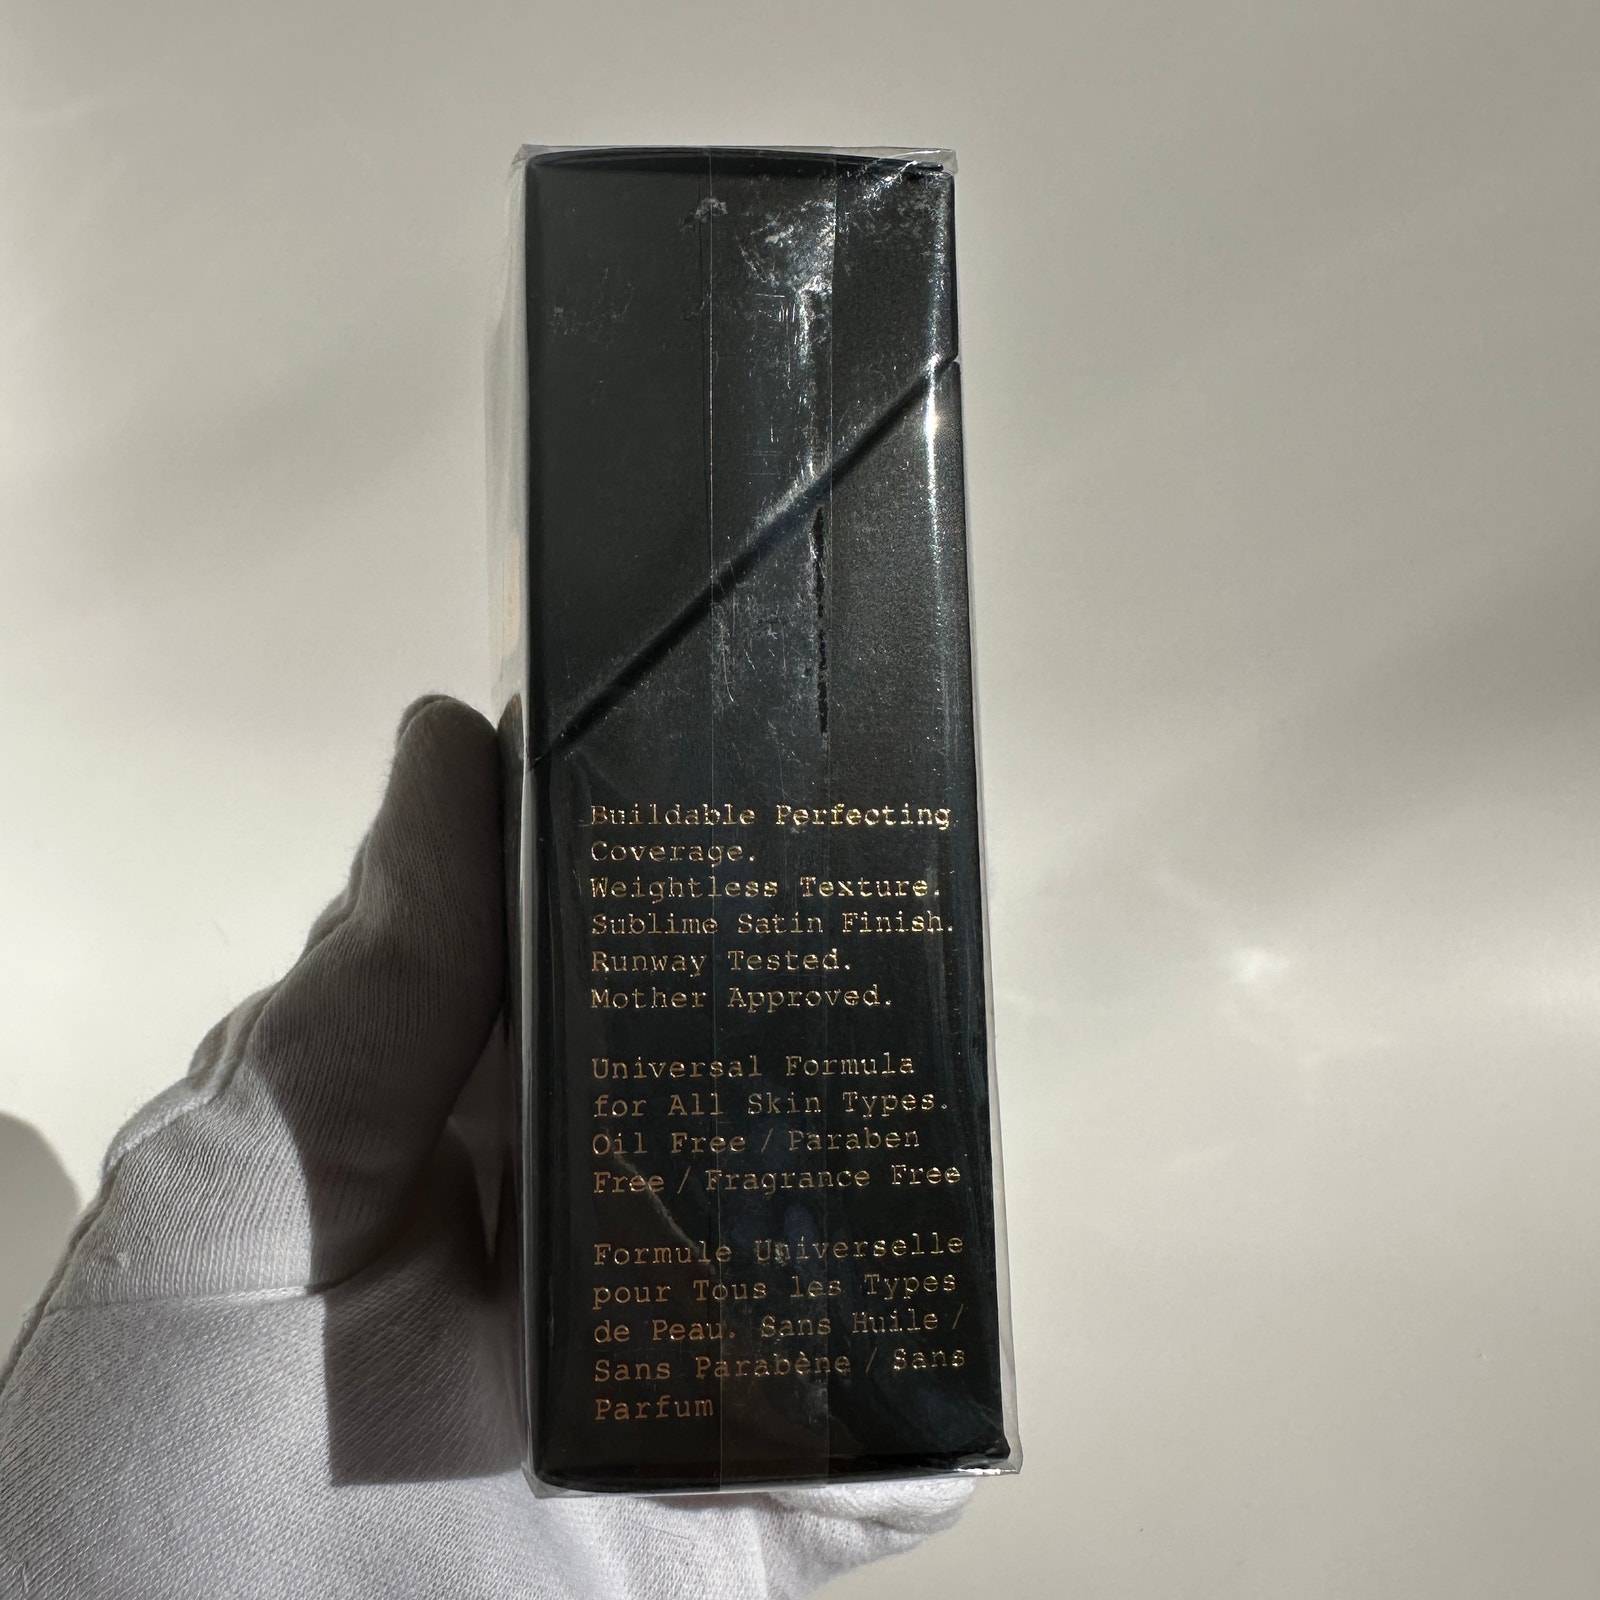 Buildable Perfecting
Coverage.
Weightless Texture.
Sublime Satin Finish.
Runway Tested.
Mother Approved.
Universal Formula
for All Skin Types.
Oil Free / Paraben
Free / Fragrance Free
Formule Universelle
pour Tous les Types
de Peau. Sans Huile /
Sans Parabène / Sans
Parfum